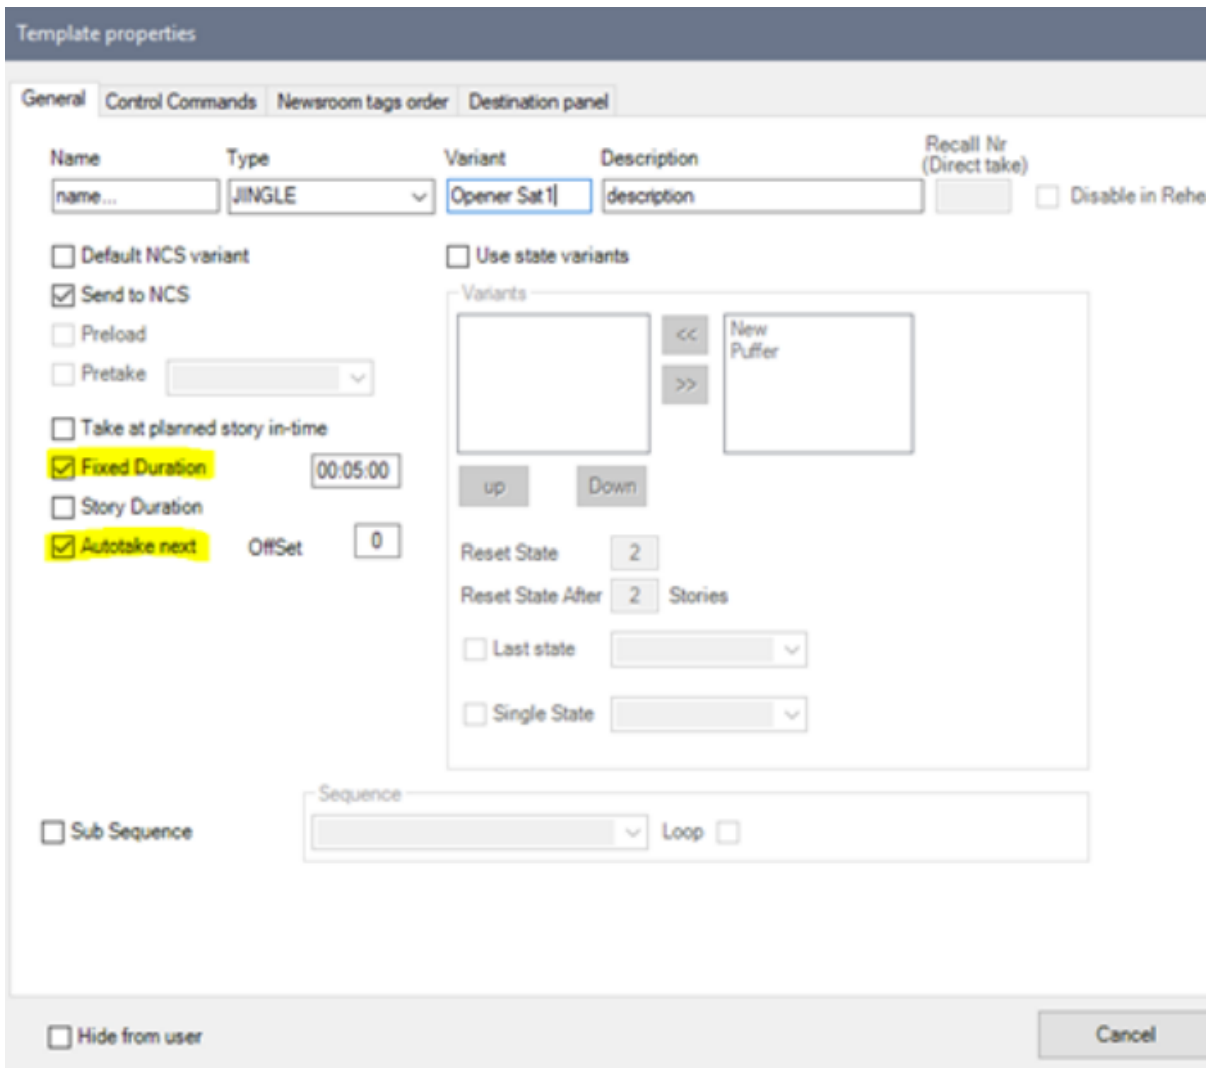 Template properties
General Control Commands Newsroom tags order Destination panel
Name Type Variant Description Recall Nr
(Direct take)
name... JINGLE Opener Sat1 description Disable in Rehe
Default NCS variant Use state variants
Send to NCS Variants
Preload << New
Puffer
Pretake >>
Take at planned story in-time
Fixed Duration 00:05:00 up Down
Story Duration
Autotake next OffSet 0 Reset State 2
Reset State After 2 Stories
Last state
Single State
Sequence
Sub Sequence Loop
Hide from user Cancel